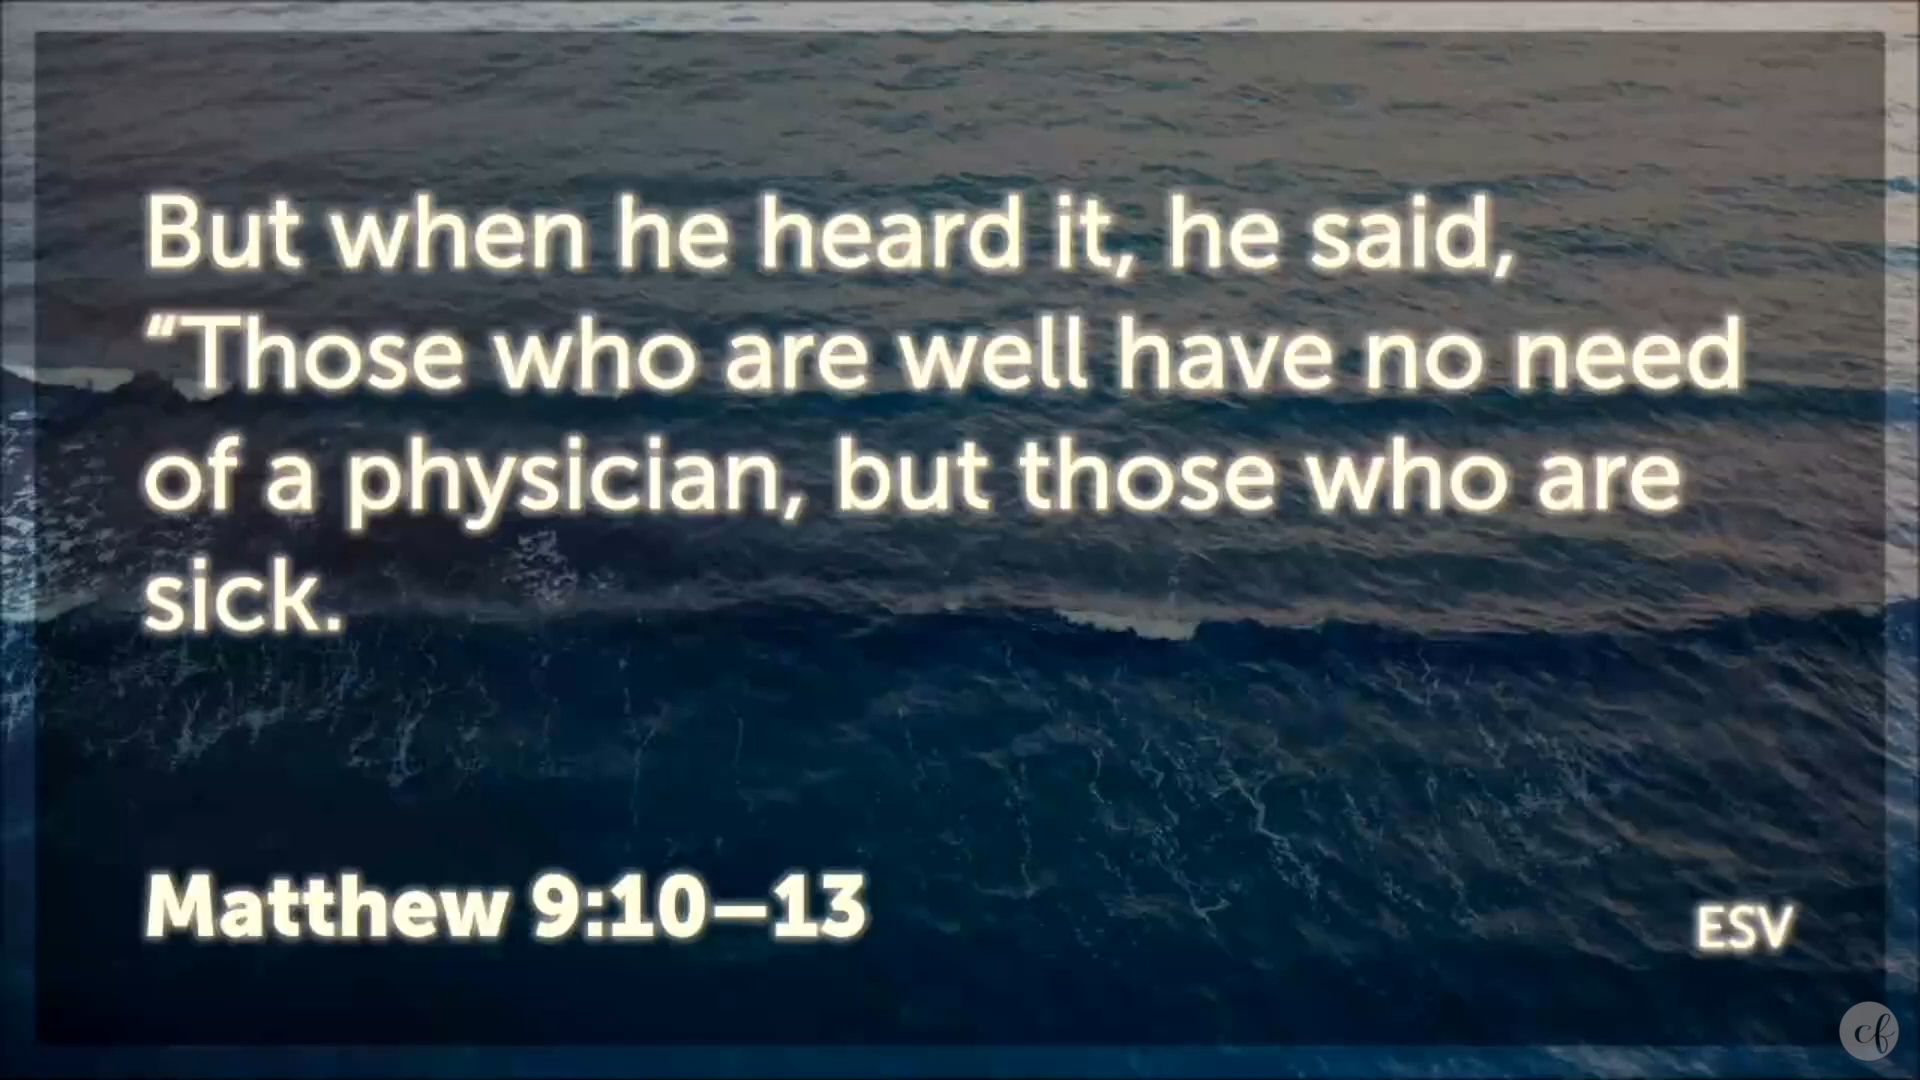 But when he heard it, he said,
“Those who are well have no need
of a physician, but those who are
sick.
Matthew 9:10–13
ESV
cf